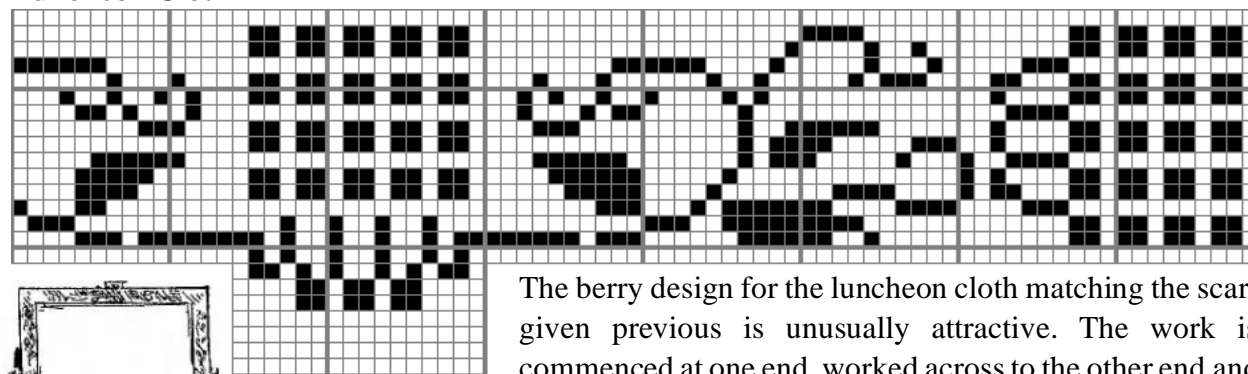 The berry design for the luncheon cloth matching the scarf
given previous is unusually attractive. The work is
commenced at one end, worked across to the other end and